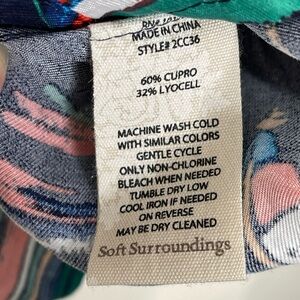 MADE IN CHINA
STYLE# 2CC36
60% CUPRO
32% LYOCELL
MACHINE WASH COLD
WITH SIMILAR COLORS
GENTLE CYCLE
ONLY NON-CHLORINE
BLEACH WHEN NEEDED
TUMBLE DRY LOW
COOL IRON IF NEEDED
ON REVERSE
MAY BE DRY CLEANED
Soft Surroundings